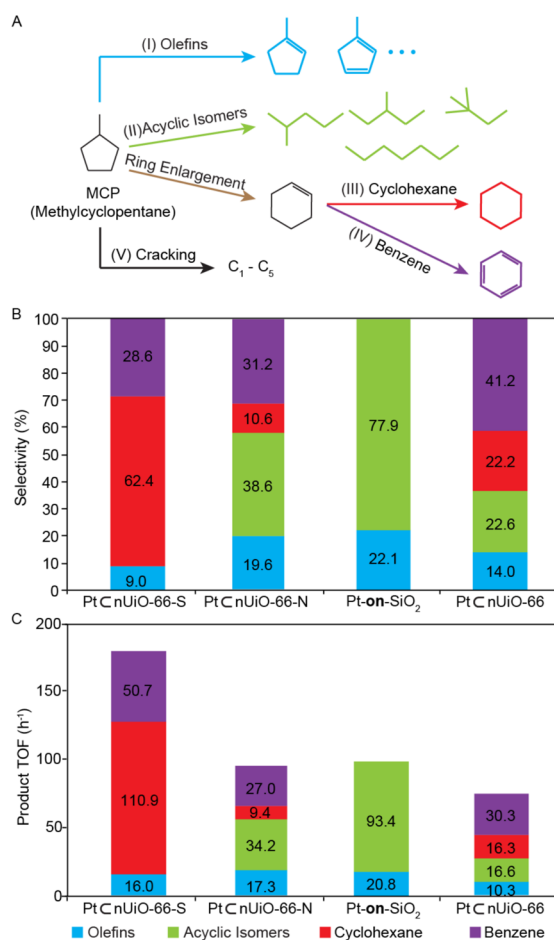 A
(I) Olefins
(II)Acyclic Isomers
Ring Enlargement
MCP
(Methylcyclopentane)
(III) Cyclohexane
(IV) Benzene
(V) Cracking
C₁ - C₅
B
Selectivity (%)
100
90
80
70
60
50
40
30
20
10
0
28.6
62.4
9.0
31.2
10.6
38.6
19.6
77.9
22.1
41.2
22.2
22.6
14.0
Pt⊂nUiO-66-S Pt⊂nUiO-66-N Pt-on-SiO₂ Pt⊂nUiO-66
C
Product TOF (h⁻¹)
200
150
100
50
0
50.7
110.9
16.0
27.0
9.4
34.2
17.3
93.4
20.8
30.3
16.3
16.6
10.3
Pt⊂nUiO-66-S Pt⊂nUiO-66-N Pt-on-SiO₂ Pt⊂nUiO-66
Olefins Acyclic Isomers Cyclohexane Benzene